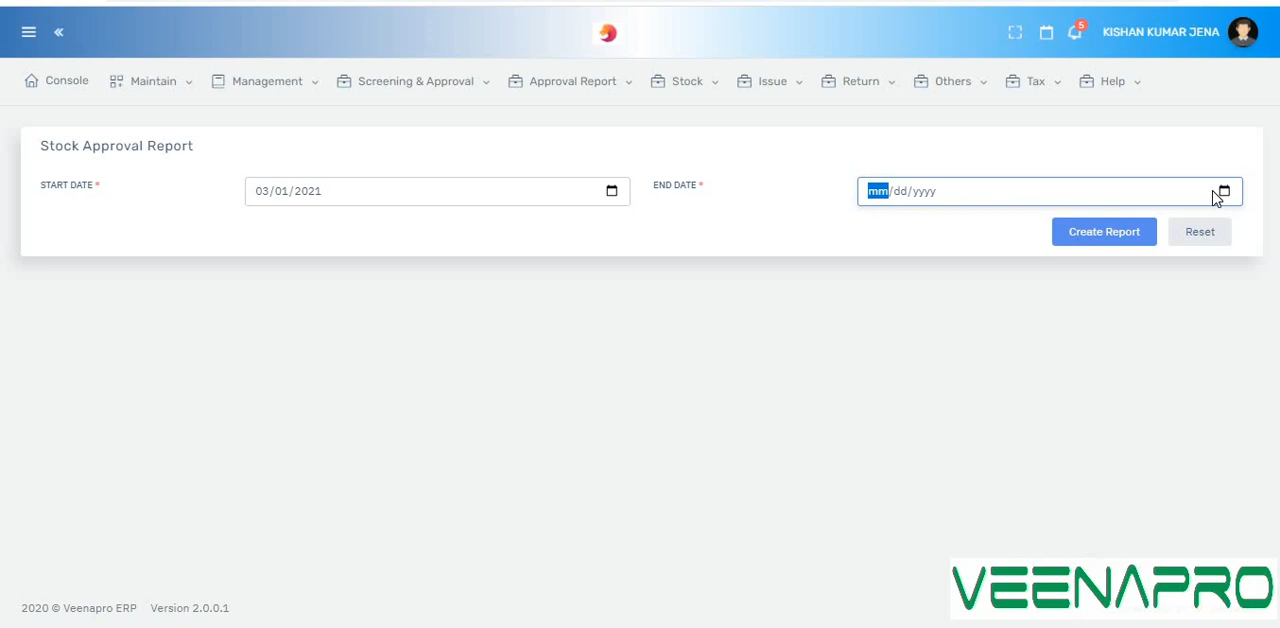 5
KISHAN KUMAR JENA
Console Maintain Management Screening & Approval Approval Report Stock Issue Return Others Tax Help
Stock Approval Report
START DATE * 03/01/2021 END DATE * mm/dd/yyyy
Create Report Reset
VEENAPRO
2020 © Veenapro ERP Version 2.0.0.1